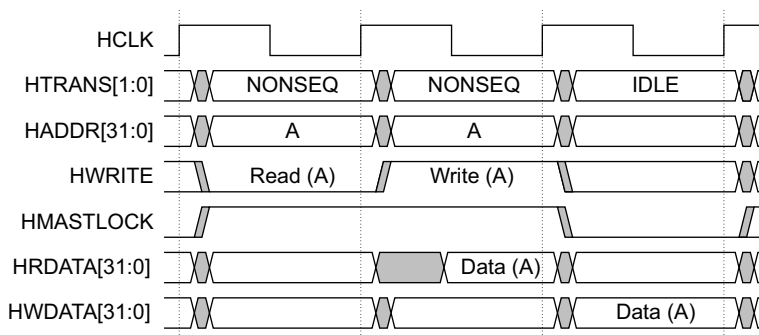 HCLK
HTRANS[1:0] NONSEQ NONSEQ IDLE
HADDR[31:0] A A
HWRITE Read (A) Write (A)
HMASTLOCK
HRDATA[31:0] Data (A)
HWDATA[31:0] Data (A)